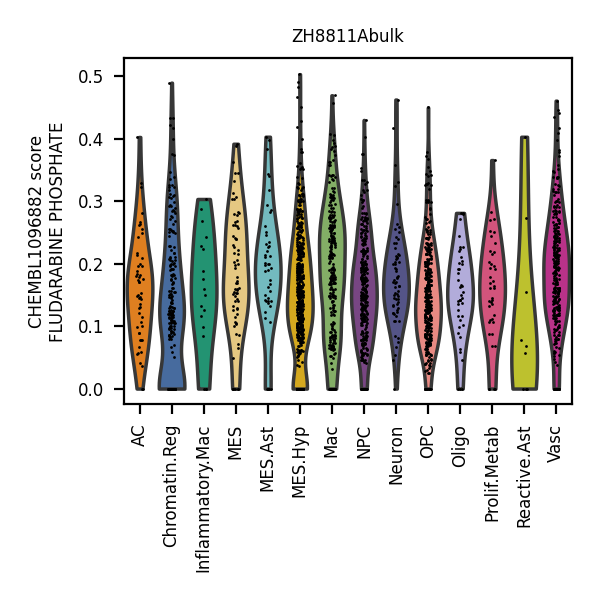 ZH8811Abulk
CHEMBL1096882 score
FLUDARABINE PHOSPHATE
0.5
0.4
0.3
0.2
0.1
0.0
AC
Chromatin.Reg
Inflammatory.Mac
MES
MES.Ast
MES.Hyp
Mac
NPC
Neuron
OPC
Oligo
Prolif.Metab
Reactive.Ast
Vasc